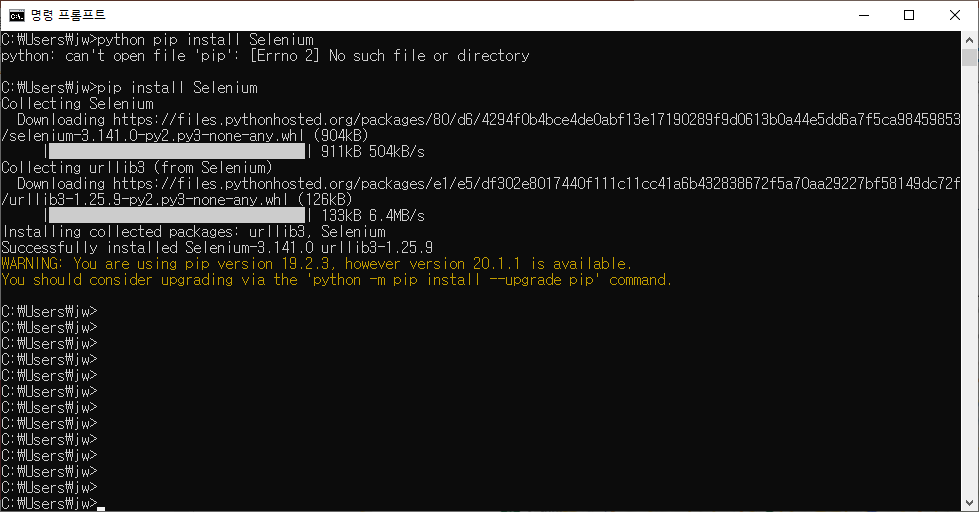 명령 프롬프트
C:₩Users₩jw>python pip install Selenium
python: can't open file 'pip': [Errno 2] No such file or directory
C:₩Users₩jw>pip install Selenium
Collecting Selenium
Downloading https://files.pythonhosted.org/packages/80/d6/4294f0b4bce4de0abf13e17190289f9d0613b0a44e5dd6a7f5ca98459853
/selenium-3.141.0-py2.py3-none-any.whl (904kB)
| | 911kB 504kB/s
Collecting urllib3 (from Selenium)
Downloading https://files.pythonhosted.org/packages/e1/e5/df302e8017440f111c11cc41a6b432838672f5a70aa29227bf58149dc72f
/urllib3-1.25.9-py2.py3-none-any.whl (126kB)
| | 133kB 6.4MB/s
Installing collected packages: urllib3, Selenium
Successfully installed Selenium-3.141.0 urllib3-1.25.9
WARNING: You are using pip version 19.2.3, however version 20.1.1 is available.
You should consider upgrading via the 'python -m pip install --upgrade pip' command.
C:₩Users₩jw>
C:₩Users₩jw>
C:₩Users₩jw>
C:₩Users₩jw>
C:₩Users₩jw>
C:₩Users₩jw>
C:₩Users₩jw>
C:₩Users₩jw>
C:₩Users₩jw>
C:₩Users₩jw>
C:₩Users₩jw>
C:₩Users₩jw>
C:₩Users₩jw>